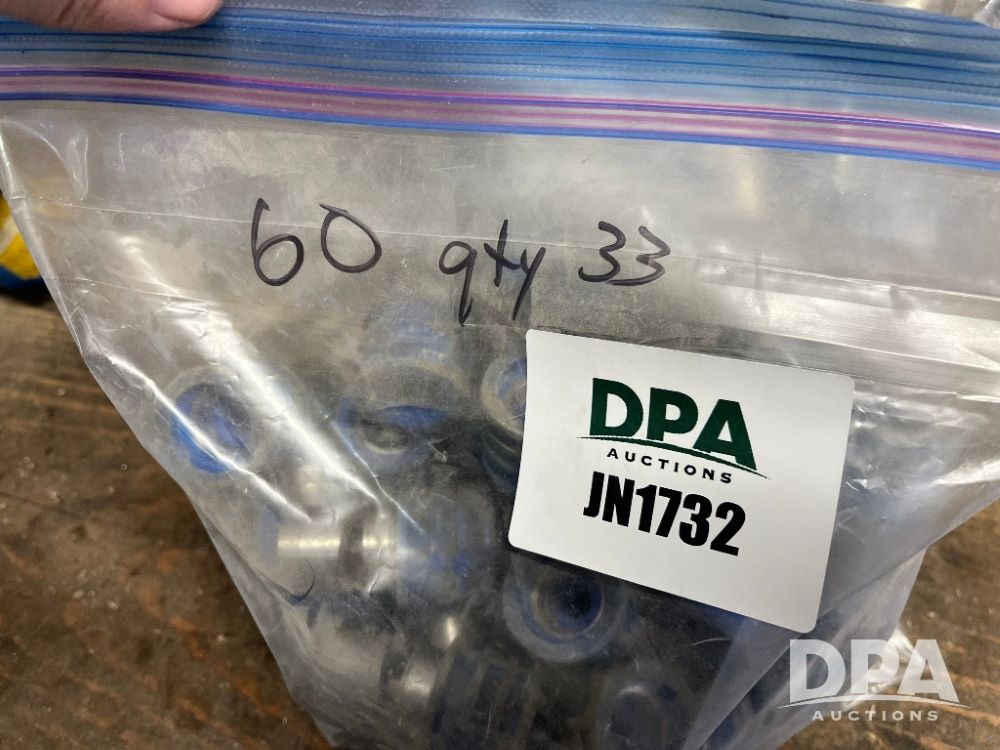 60 qty 33
DPA
AUCTIONS
JN1732
DPA
AUCTIONS